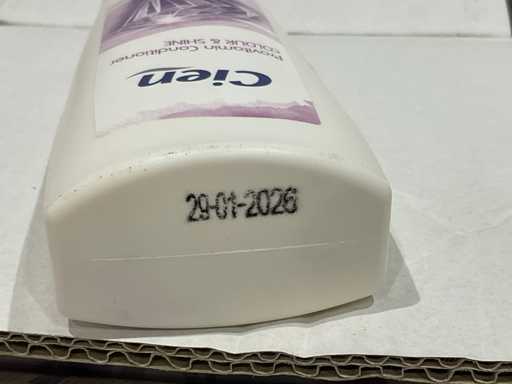 Cien
Provitamin Conditioner
COLOUR & SHINE
29-01-2026